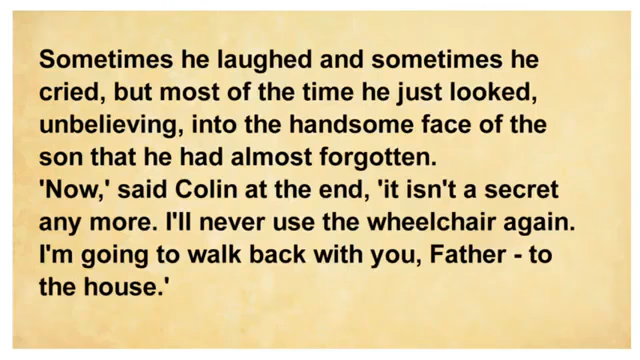 Sometimes he laughed and sometimes he
cried, but most of the time he just looked,
unbelieving, into the handsome face of the
son that he had almost forgotten.
'Now,' said Colin at the end, 'it isn't a secret
any more. I'll never use the wheelchair again.
I'm going to walk back with you, Father - to
the house.'